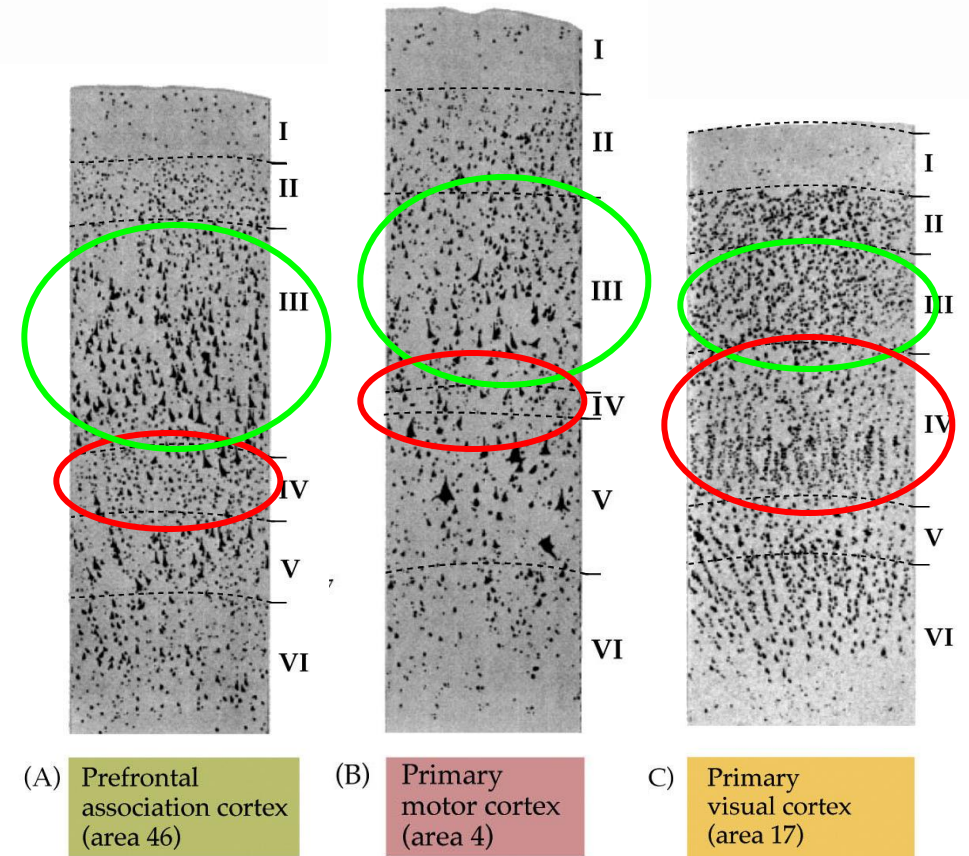 I
II
III
IV
V
VI
I
II
III
IV
V
VI
I
II
III
IV
V
VI
(A) Prefrontal
association cortex
(area 46)
(B) Primary
motor cortex
(area 4)
C) Primary
visual cortex
(area 17)